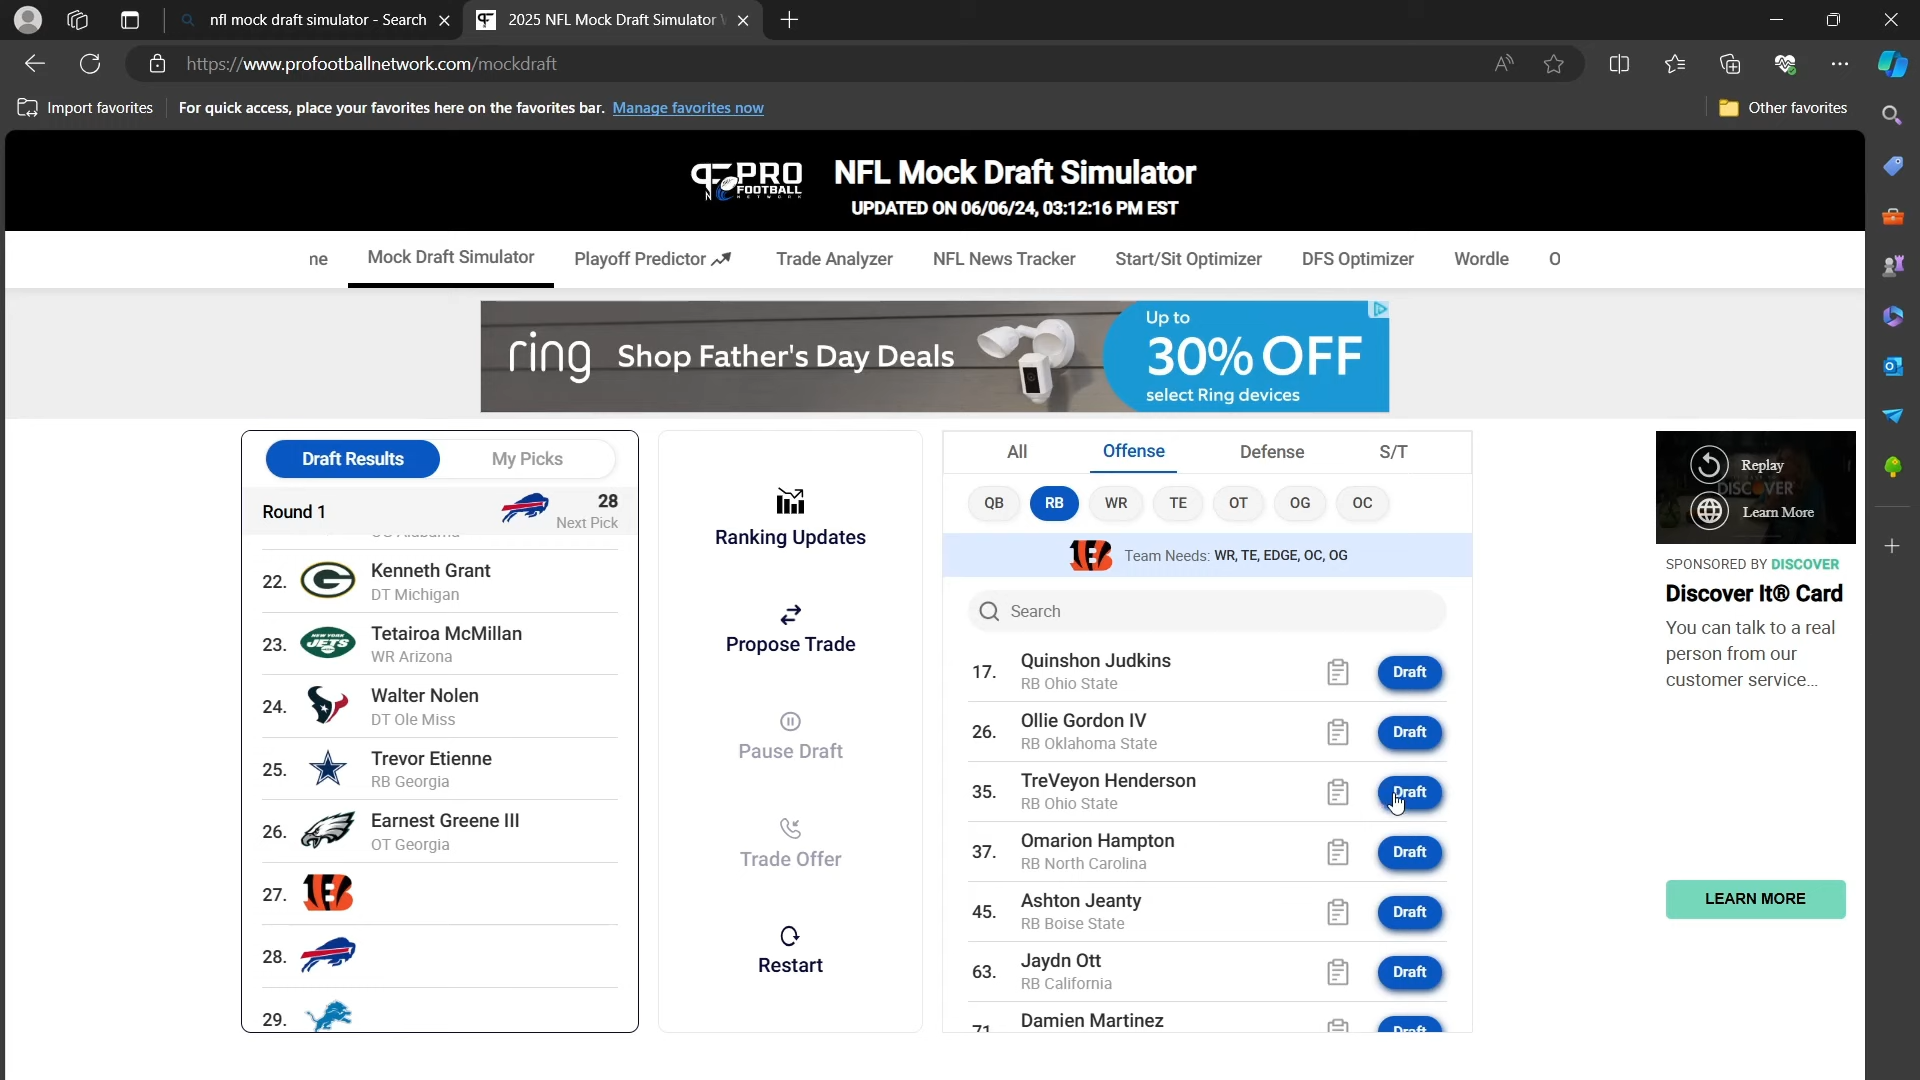 nfl mock draft simulator - Search
2025 NFL Mock Draft Simulator
https://www.profootballnetwork.com/mockdraft
Import favorites
For quick access, place your favorites here on the favorites bar. Manage favorites now
Other favorites
PRO
FOOTBALL
NETWORK
NFL Mock Draft Simulator
UPDATED ON 06/06/24, 03:12:16 PM EST
ne
Mock Draft Simulator
Playoff Predictor
Trade Analyzer
NFL News Tracker
Start/Sit Optimizer
DFS Optimizer
Wordle
O
ring
Shop Father's Day Deals
Up to
30% OFF
select Ring devices
Draft Results
My Picks
Round 1
28
Next Pick
22.
Kenneth Grant
DT Michigan
23.
Tetairoa McMillan
WR Arizona
24.
Walter Nolen
DT Ole Miss
25.
Trevor Etienne
RB Georgia
26.
Earnest Greene III
OT Georgia
27.
28.
29.
Ranking Updates
Propose Trade
Pause Draft
Trade Offer
Restart
All
Offense
Defense
S/T
QB
RB
WR
TE
OT
OG
OC
Team Needs: WR, TE, EDGE, OC, OG
Search
17.
Quinshon Judkins
RB Ohio State
Draft
26.
Ollie Gordon IV
RB Oklahoma State
Draft
35.
TreVeyon Henderson
RB Ohio State
Draft
37.
Omarion Hampton
RB North Carolina
Draft
45.
Ashton Jeanty
RB Boise State
Draft
63.
Jaydn Ott
RB California
Draft
71.
Damien Martinez
Draft
Replay
DISCOVER
Learn More
SPONSORED BY DISCOVER
Discover It® Card
You can talk to a real
person from our
customer service...
LEARN MORE